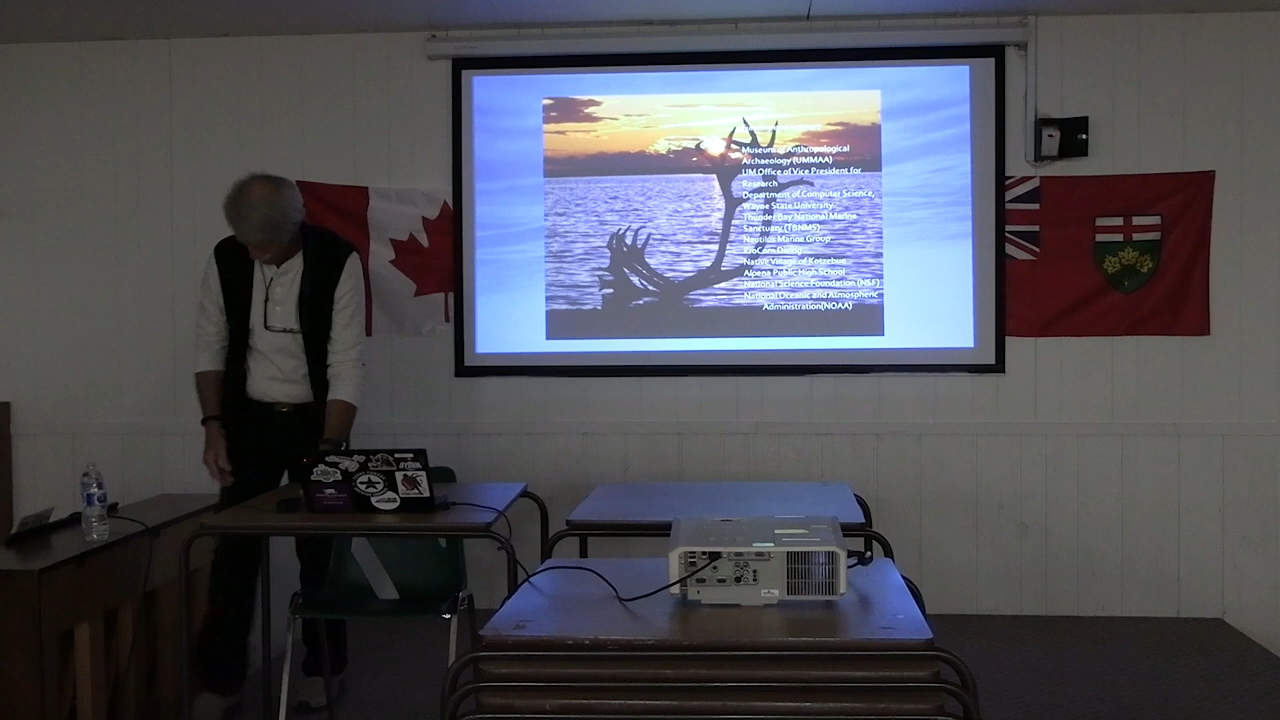 Museum of Anthropological
Archaeology (UMMAA)
UM Office of Vice President for
Research
Department of Computer Science,
Wayne State University
Thunder Bay National Marine
Sanctuary (TBNMS)
Nautilus Marine Group
Native Village of Kotzebue
Alpena Public High School
National Science Foundation (NSF)
National Oceanic and Atmospheric
Administration(NOAA)